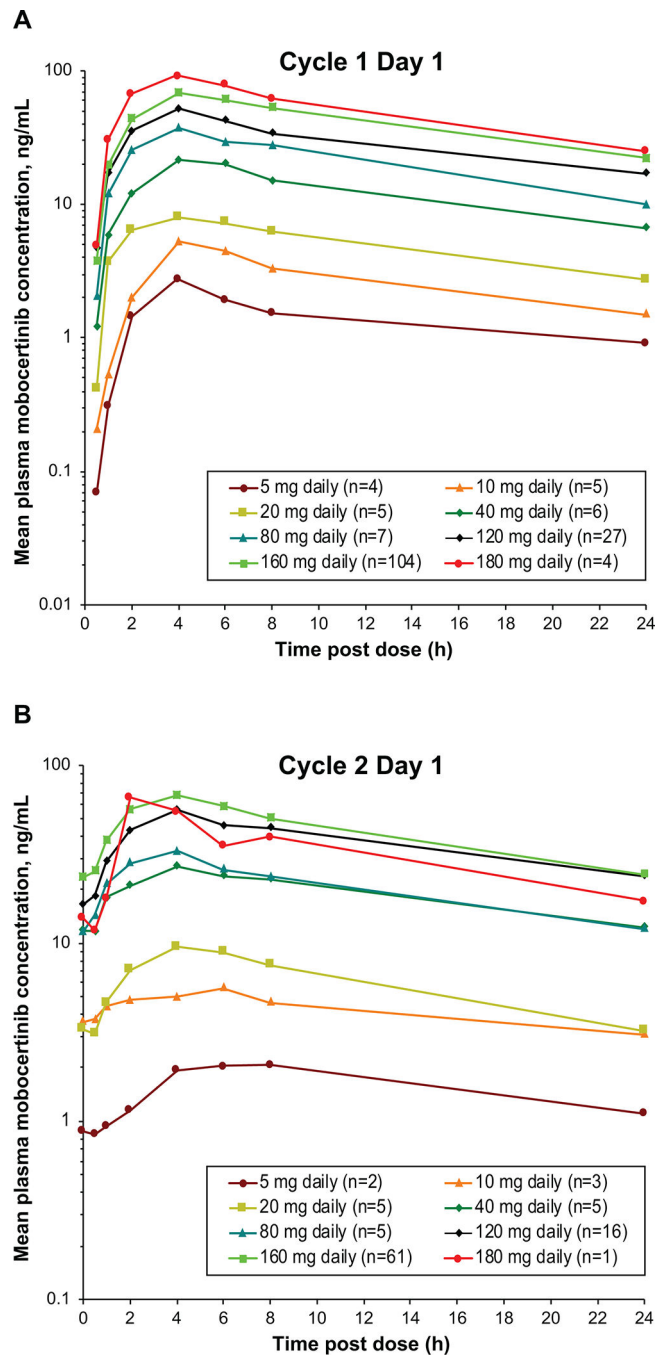 A
Cycle 1 Day 1
Mean plasma mobocertinib concentration, ng/mL
100
10
1
0.1
0.01
5 mg daily (n=4)
10 mg daily (n=5)
20 mg daily (n=5)
40 mg daily (n=6)
80 mg daily (n=7)
120 mg daily (n=27)
160 mg daily (n=104)
180 mg daily (n=4)
0 2 4 6 8 10 12 14 16 18 20 22 24
Time post dose (h)
B
Cycle 2 Day 1
Mean plasma mobocertinib concentration, ng/mL
100
10
1
0.1
5 mg daily (n=2)
10 mg daily (n=3)
20 mg daily (n=5)
40 mg daily (n=5)
80 mg daily (n=5)
120 mg daily (n=16)
160 mg daily (n=61)
180 mg daily (n=1)
0 2 4 6 8 10 12 14 16 18 20 22 24
Time post dose (h)